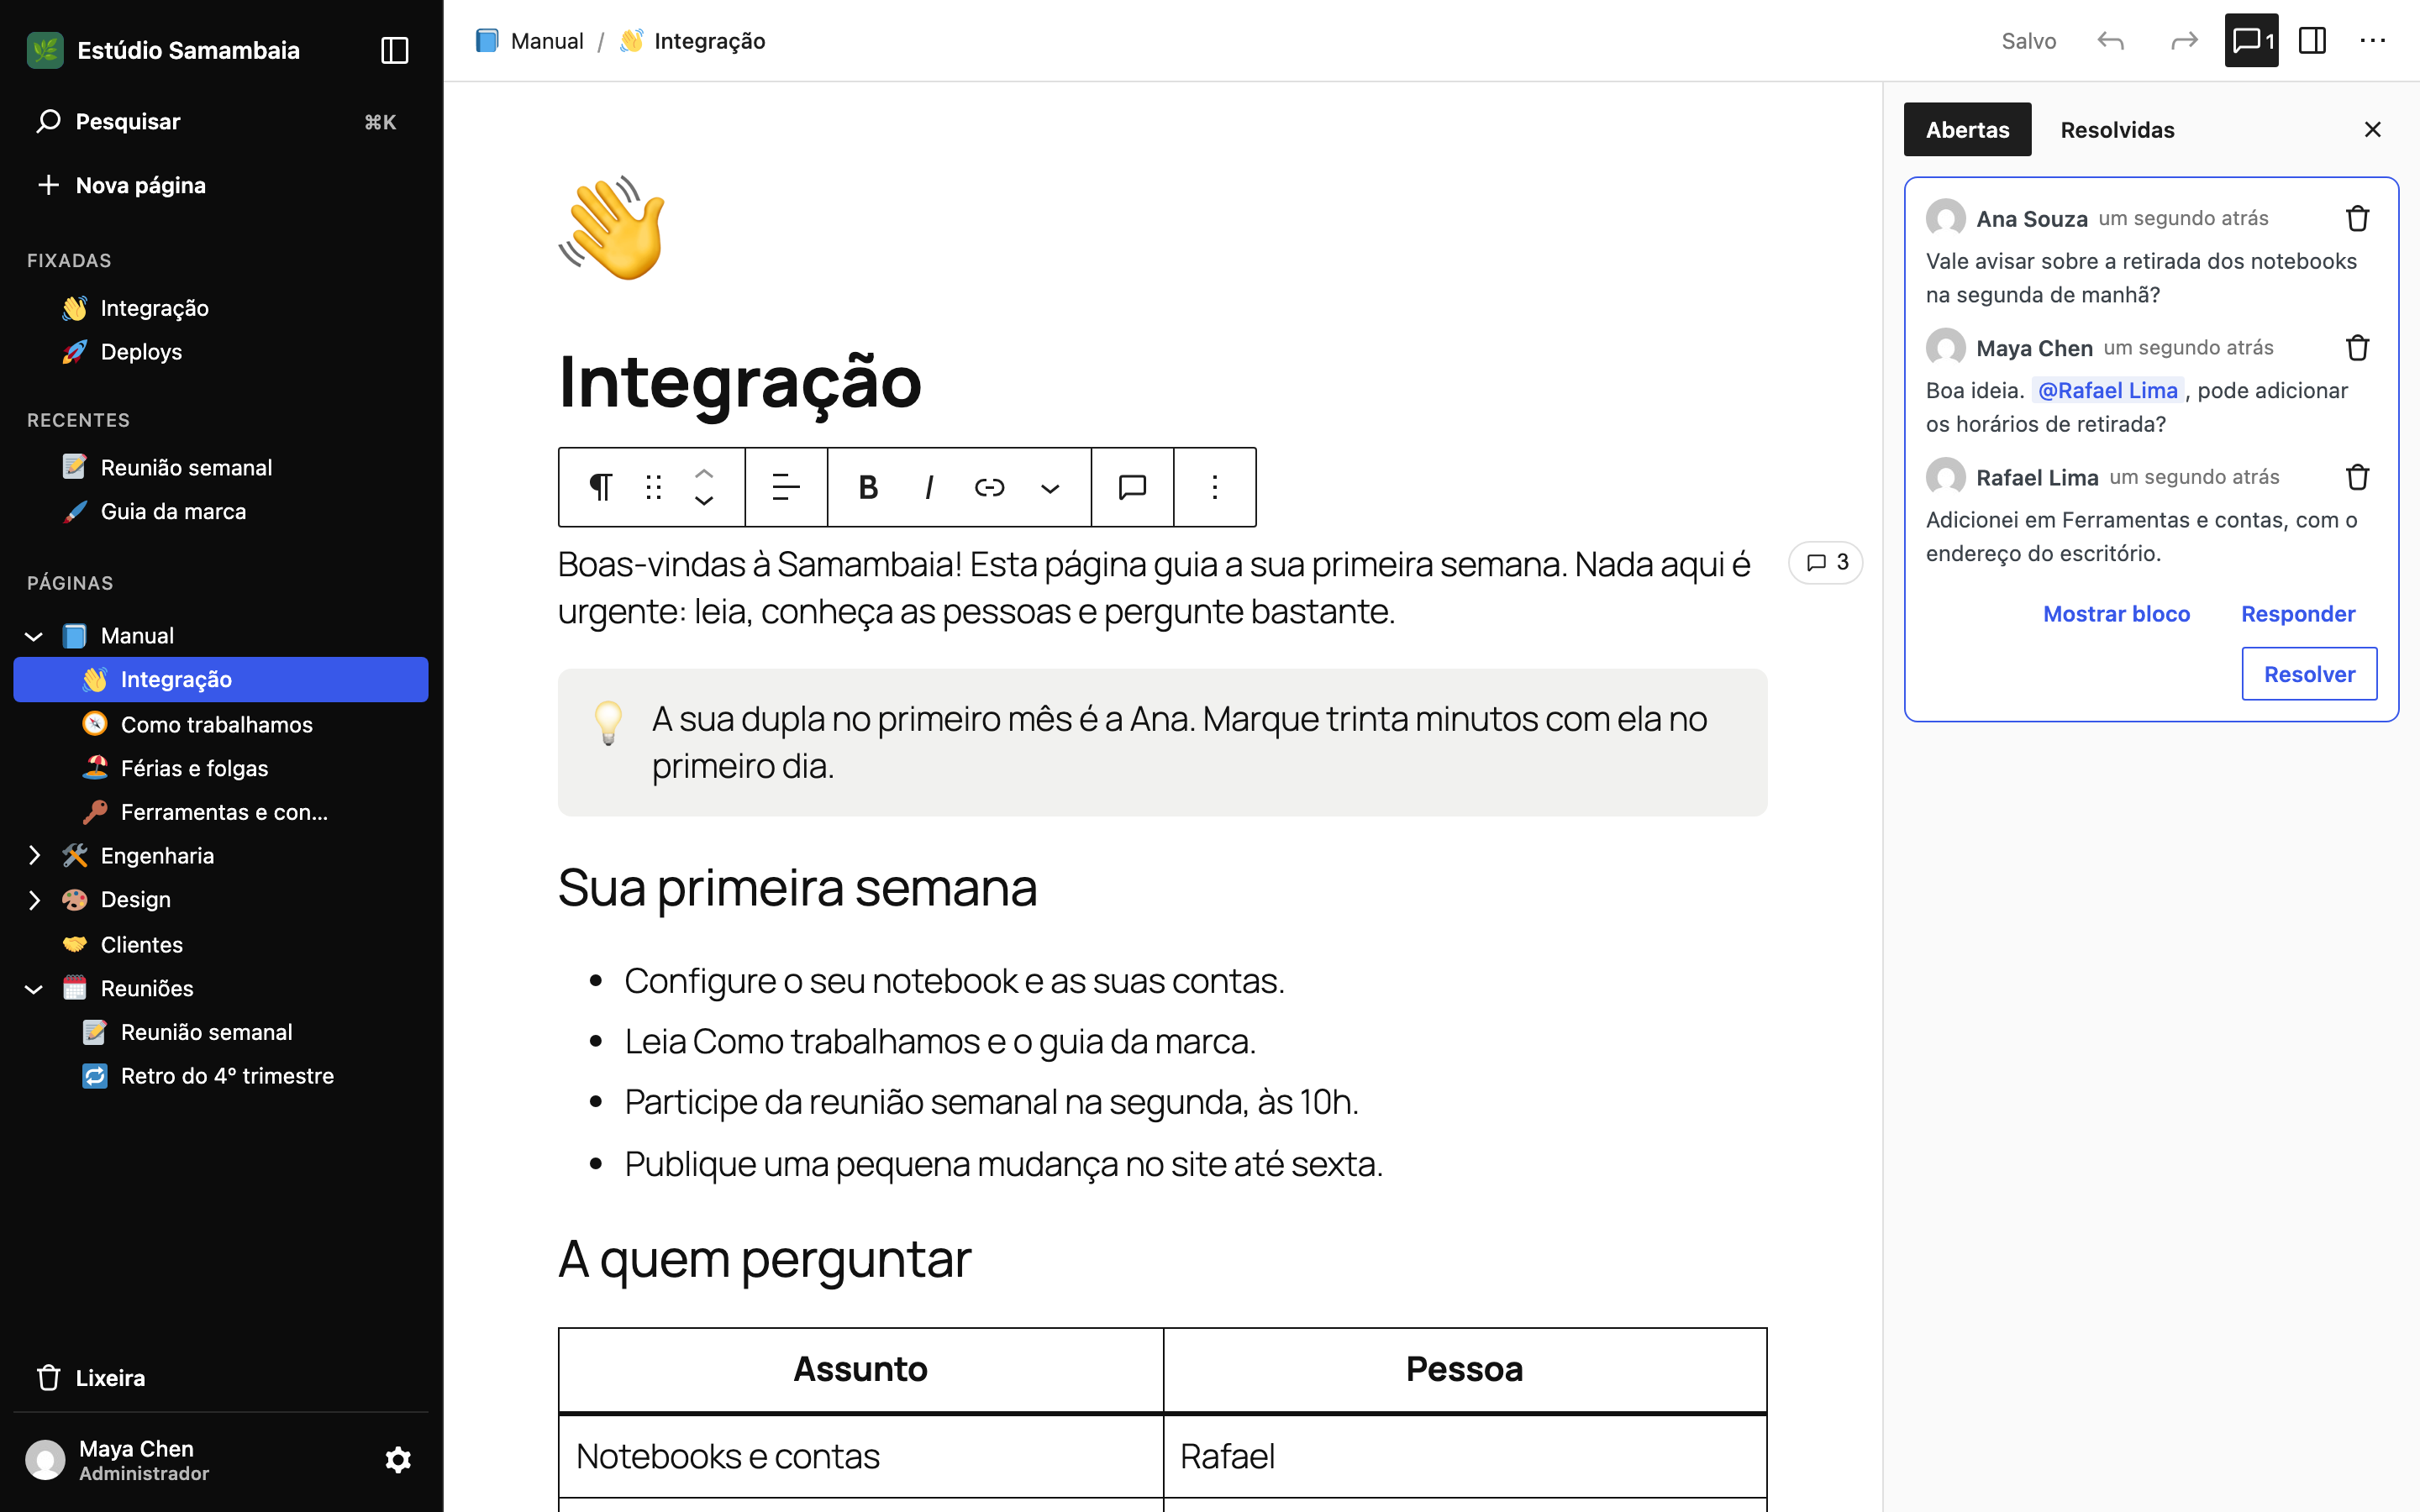 Estúdio Samambaia
Pesquisar ⌘K
Nova página
FIXADAS
Integração
Deploys
RECENTES
Reunião semanal
Guia da marca
PÁGINAS
Manual
Integração
Como trabalhamos
Férias e folgas
Ferramentas e con...
Engenharia
Design
Clientes
Reuniões
Reunião semanal
Retro do 4º trimestre
Lixeira
Maya Chen
Administrador
Manual / Integração
Salvo
1
Integração
B I
Boas-vindas à Samambaia! Esta página guia a sua primeira semana. Nada aqui é
urgente: leia, conheça as pessoas e pergunte bastante.
3
A sua dupla no primeiro mês é a Ana. Marque trinta minutos com ela no
primeiro dia.
Sua primeira semana
• Configure o seu notebook e as suas contas.
• Leia Como trabalhamos e o guia da marca.
• Participe da reunião semanal na segunda, às 10h.
• Publique uma pequena mudança no site até sexta.
A quem perguntar
Assunto Pessoa
Notebooks e contas Rafael
Abertas Resolvidas
Ana Souza um segundo atrás
Vale avisar sobre a retirada dos notebooks
na segunda de manhã?
Maya Chen um segundo atrás
Boa ideia. @Rafael Lima , pode adicionar
os horários de retirada?
Rafael Lima um segundo atrás
Adicionei em Ferramentas e contas, com o
endereço do escritório.
Mostrar bloco Responder
Resolver